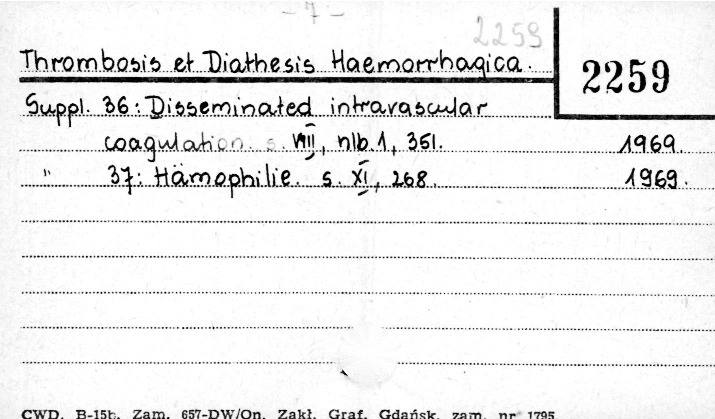 - 7 -
2259
Thrombosis et Diathesis Haemorrhagica.
2259
Suppl. 36: Disseminated intravascular
coagulation. s. VIII, nlb. 1, 351. 1969.
" 37: Hämophilie. s. XI, 268. 1969.
CWD. B-15b. Zam. 657-DW/On. Zakł. Graf. Gdańsk, zam. nr 1795